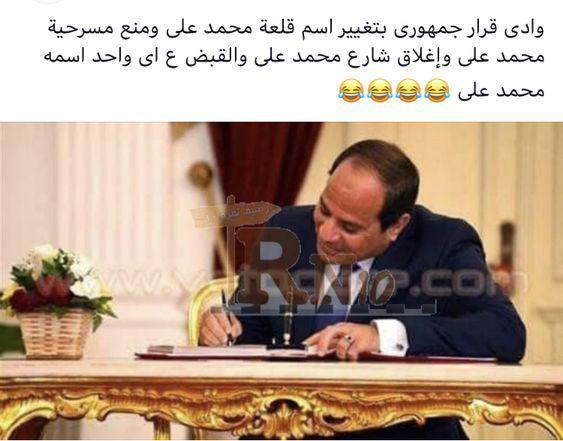 وادى قرار جمهورى بتغيير اسم قلعة محمد على ومنع مسرحية
محمد على وإغلاق شارع محمد على والقبض ع اى واحد اسمه
محمد على 😂😂😂😂